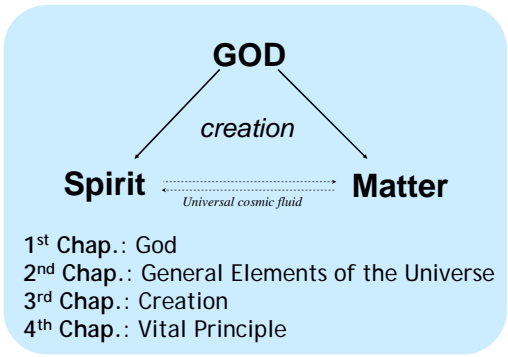 GOD
creation
Spirit Matter
Universal cosmic fluid
1st Chap.: God
2nd Chap.: General Elements of the Universe
3rd Chap.: Creation
4th Chap.: Vital Principle